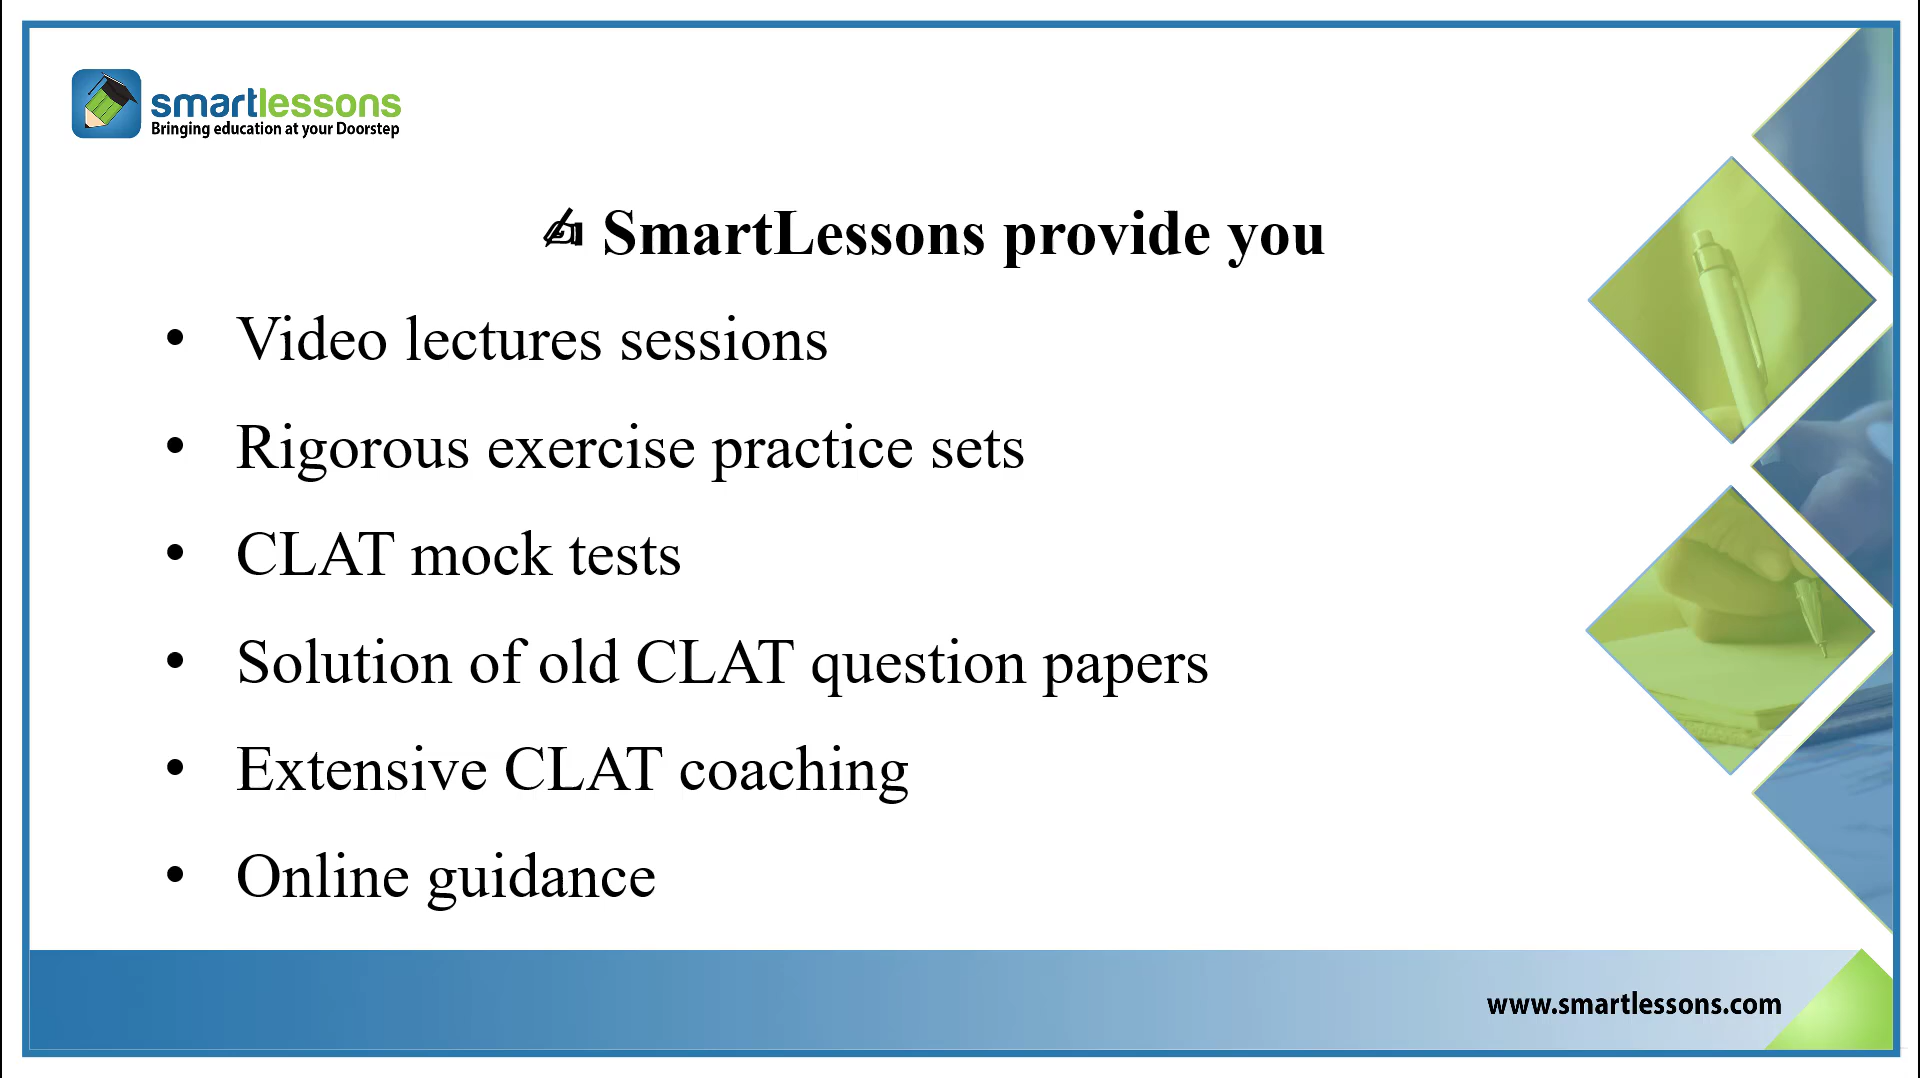 smartlessons
Bringing education at your Doorstep
✍ SmartLessons provide you
• Video lectures sessions
• Rigorous exercise practice sets
• CLAT mock tests
• Solution of old CLAT question papers
• Extensive CLAT coaching
• Online guidance
www.smartlessons.com